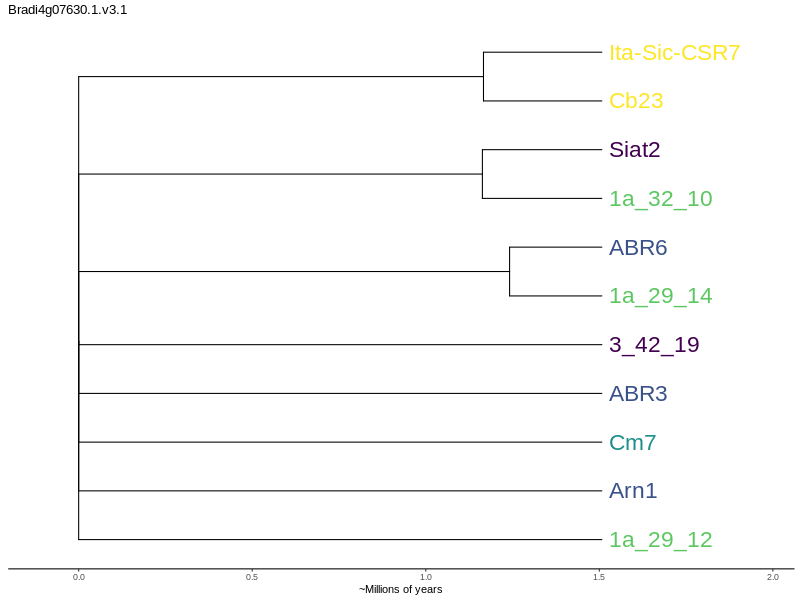 Bradi4g07630.1.v3.1
Ita-Sic-CSR7
Cb23
Siat2
1a_32_10
ABR6
1a_29_14
3_42_19
ABR3
Cm7
Arn1
1a_29_12
0.0 0.5 1.0 1.5 2.0
~Millions of years